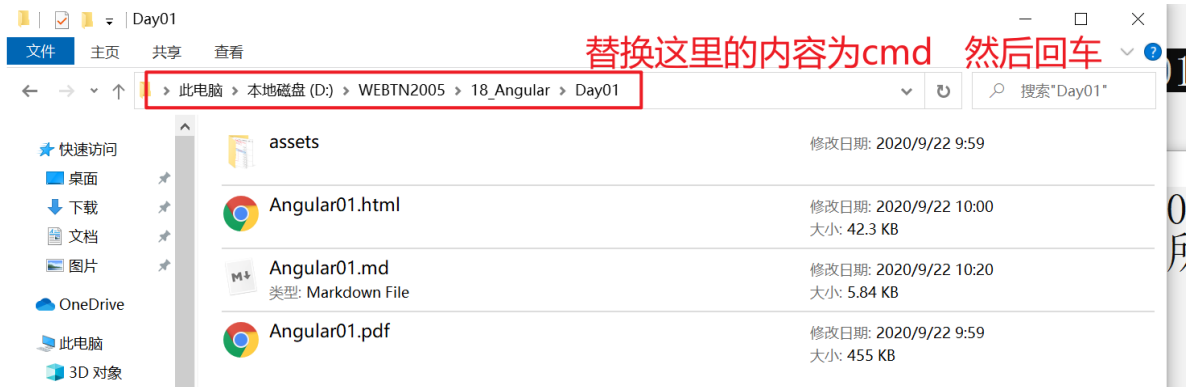 Day01
文件 主页 共享 查看
替换这里的内容为cmd 然后回车
此电脑 本地磁盘 (D:) WEBTN2005 18_Angular Day01
搜索"Day01"
快速访问
桌面
下载
文档
图片
OneDrive
此电脑
3D 对象
assets
修改日期: 2020/9/22 9:59
Angular01.html
修改日期: 2020/9/22 10:00
大小: 42.3 KB
Angular01.md
修改日期: 2020/9/22 10:20
类型: Markdown File
大小: 5.84 KB
Angular01.pdf
修改日期: 2020/9/22 9:59
大小: 455 KB